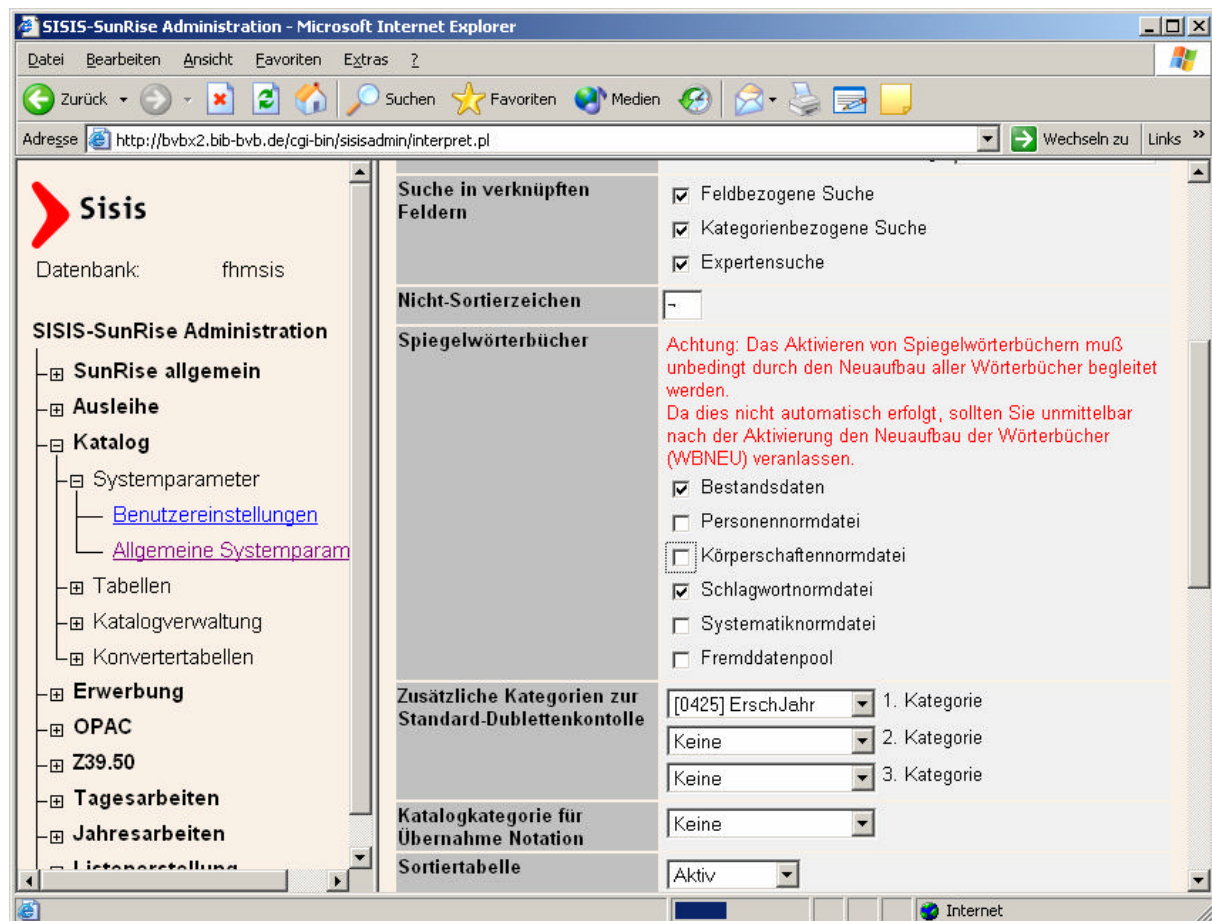 SISIS-SunRise Administration - Microsoft Internet Explorer
Datei Bearbeiten Ansicht Favoriten Extras ?
Zurück Suchen Favoriten Medien
Adresse http://bvbx2.bib-bvb.de/cgi-bin/sisisadmin/interpret.pl Wechseln zu Links »
Sisis
Datenbank: fhmsis
SISIS-SunRise Administration
SunRise allgemein
Ausleihe
Katalog
Systemparameter
Benutzereinstellungen
Allgemeine Systemparam
Tabellen
Katalogverwaltung
Konvertertabellen
Erwerbung
OPAC
Z39.50
Tagesarbeiten
Jahresarbeiten
Listenerstellung
Suche in verknüpften
Feldern
Feldbezogene Suche
Kategorienbezogene Suche
Expertensuche
Nicht-Sortierzeichen
¬
Spiegelwörterbücher
Achtung: Das Aktivieren von Spiegelwörterbüchern muß
unbedingt durch den Neuaufbau aller Wörterbücher begleitet
werden.
Da dies nicht automatisch erfolgt, sollten Sie unmittelbar
nach der Aktivierung den Neuaufbau der Wörterbücher
(WBNEU) veranlassen.
Bestandsdaten
Personennormdatei
Körperschaftennormdatei
Schlagwortnormdatei
Systematiknormdatei
Fremddatenpool
Zusätzliche Kategorien zur
Standard-Dublettenkontolle
[0425] ErschJahr 1. Kategorie
Keine 2. Kategorie
Keine 3. Kategorie
Katalogkategorie für
Übernahme Notation
Keine
Sortiertabelle
Aktiv
Internet